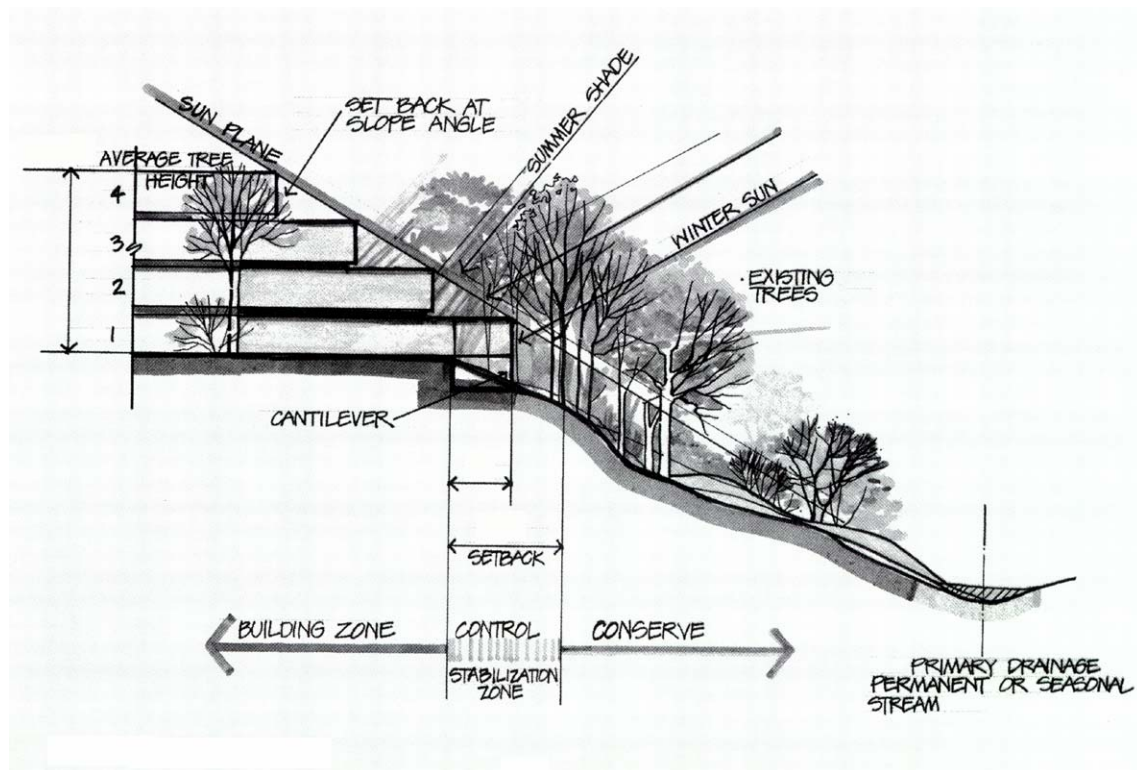 SUN PLANE
SET BACK AT
SLOPE ANGLE
SUMMER SHADE
AVERAGE TREE
HEIGHT
4
3
2
1
WINTER SUN
EXISTING
TREES
CANTILEVER
SETBACK
BUILDING ZONE
CONTROL
CONSERVE
STABILIZATION
ZONE
PRIMARY DRAINAGE
PERMANENT OR SEASONAL
STREAM